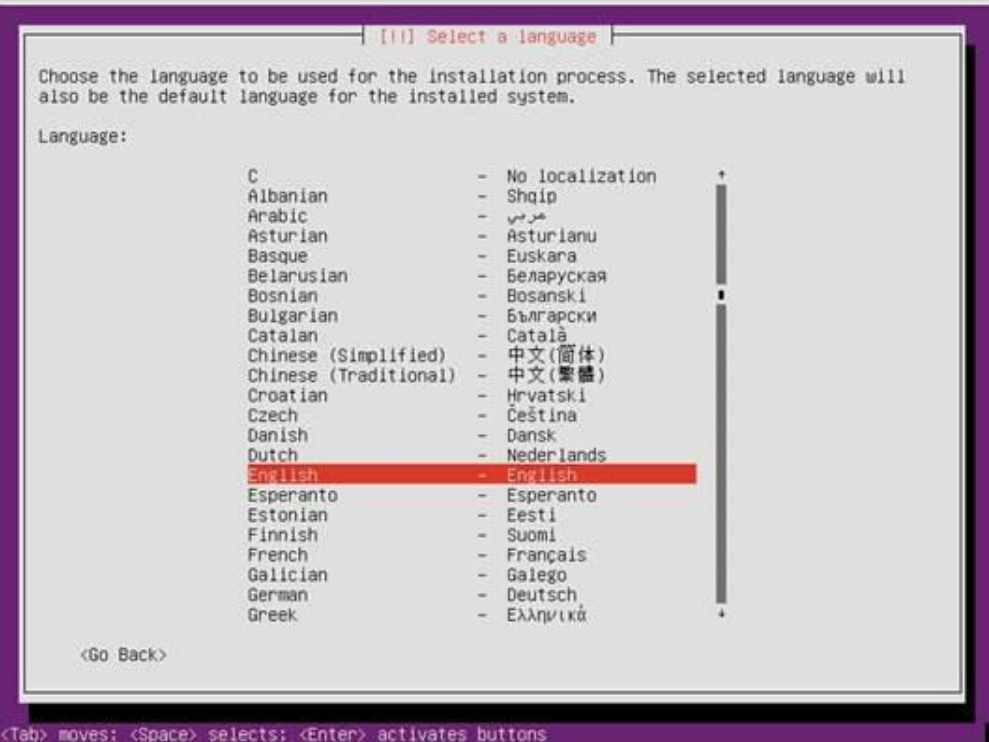 [!!] Select a language
Choose the language to be used for the installation process. The selected language will
also be the default language for the installed system.
Language:
C - No localization
Albanian - Shqip
Arabic - عربي
Asturian - Asturianu
Basque - Euskara
Belarusian - Беларуская
Bosnian - Bosanski
Bulgarian - Български
Catalan - Català
Chinese (Simplified) - 中文(简体)
Chinese (Traditional) - 中文(繁體)
Croatian - Hrvatski
Czech - Čeština
Danish - Dansk
Dutch - Nederlands
English - English
Esperanto - Esperanto
Estonian - Eesti
Finnish - Suomi
French - Français
Galician - Galego
German - Deutsch
Greek - Ελληνικά
<Go Back>
<Tab> moves; <Space> selects; <Enter> activates buttons